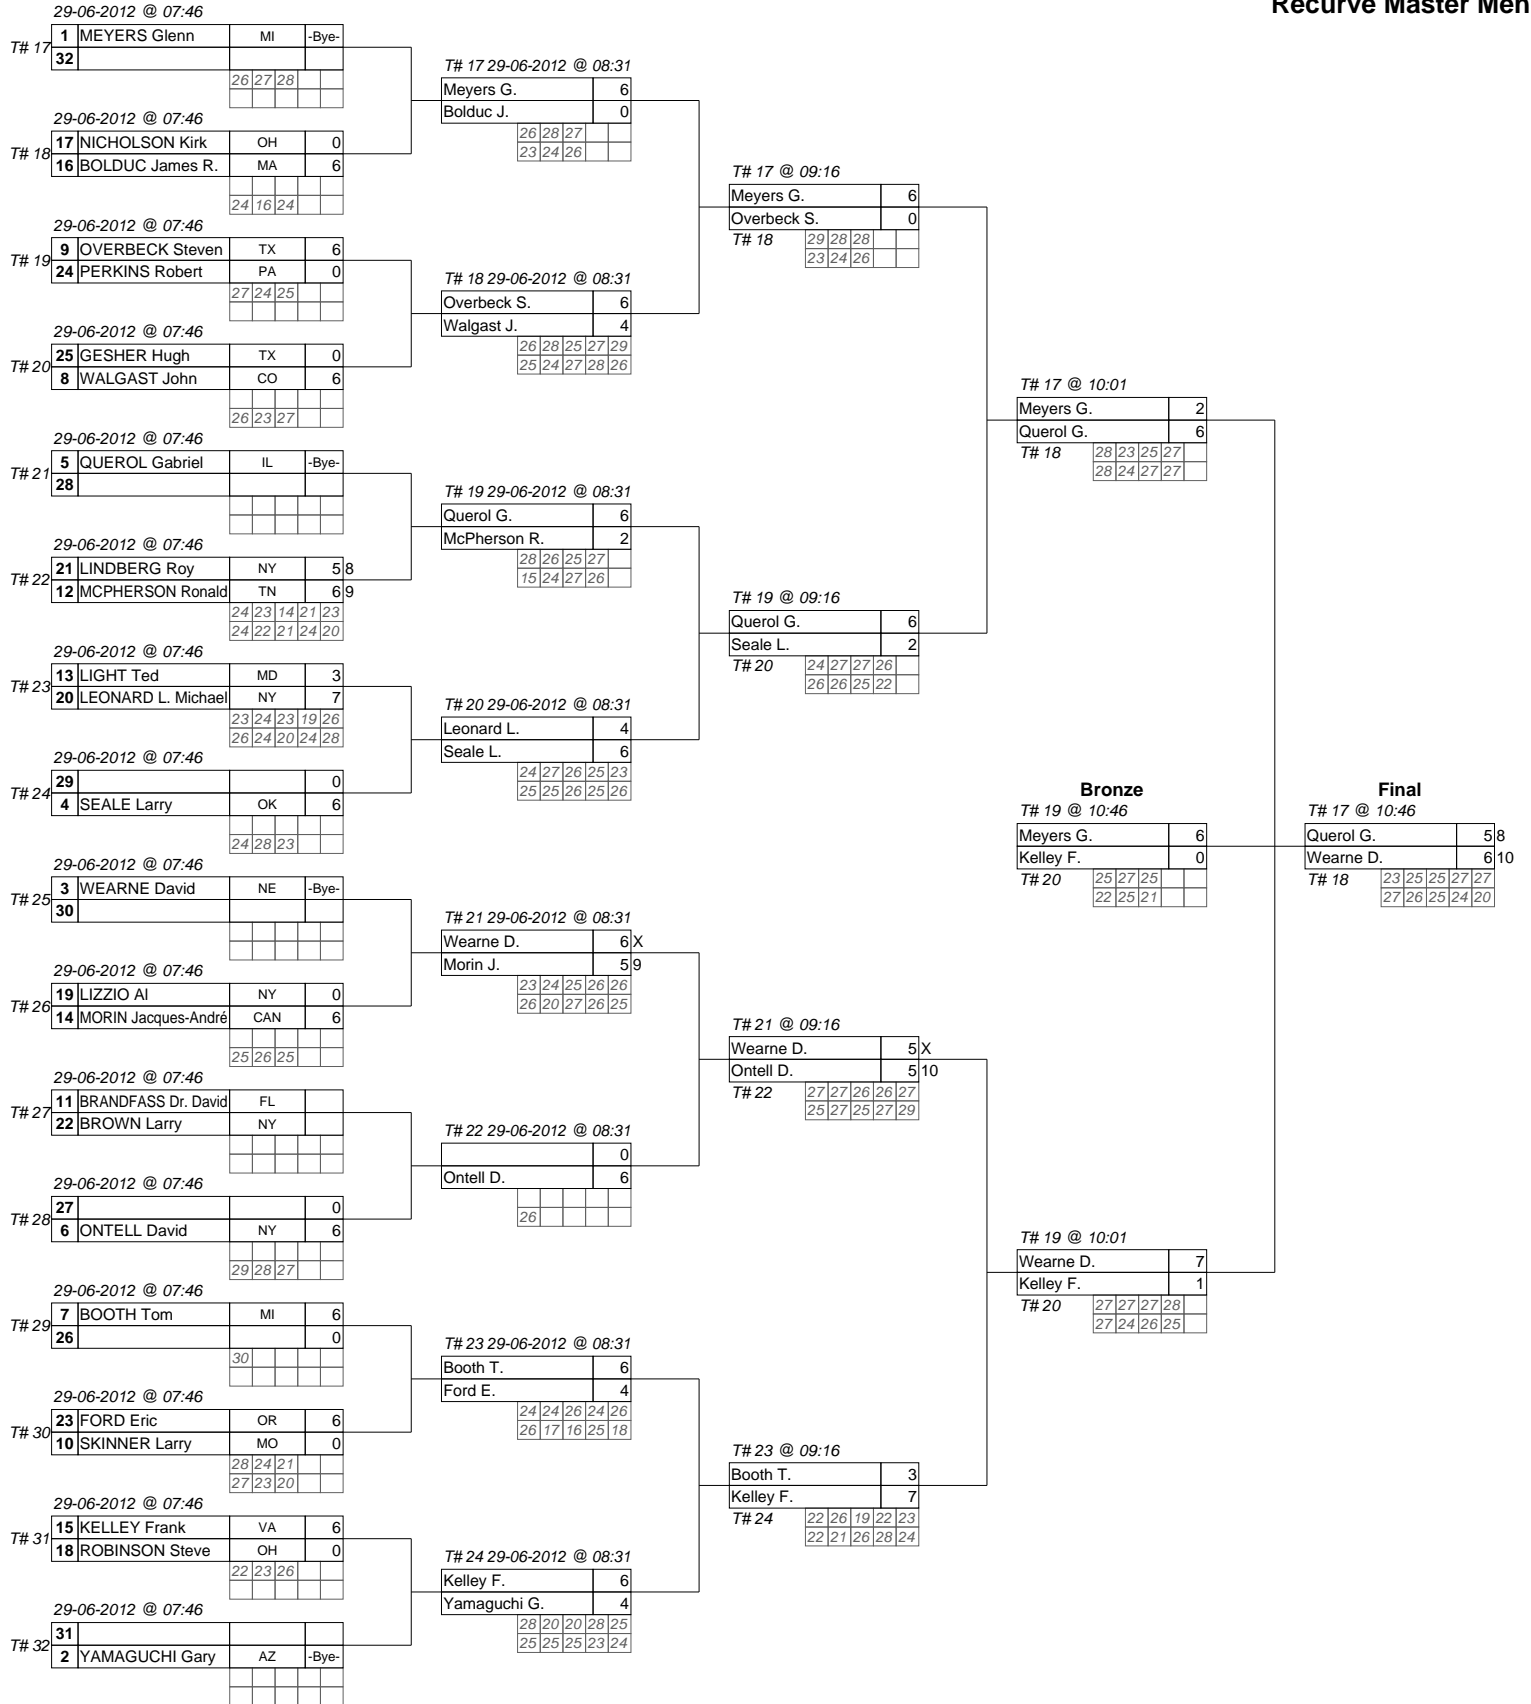 Recurve Master Men
29-06-2012 @ 07:46
T# 17
1 MEYERS Glenn MI -Bye-
32
26 27 28
29-06-2012 @ 07:46
T# 18
17 NICHOLSON Kirk OH 0
16 BOLDUC James R. MA 6
24 16 24
29-06-2012 @ 07:46
T# 19
9 OVERBECK Steven TX 6
24 PERKINS Robert PA 0
27 24 25
29-06-2012 @ 07:46
T# 20
25 GESHER Hugh TX 0
8 WALGAST John CO 6
26 23 27
29-06-2012 @ 07:46
T# 21
5 QUEROL Gabriel IL -Bye-
28
29-06-2012 @ 07:46
T# 22
21 LINDBERG Roy NY 5 8
12 MCPHERSON Ronald TN 6 9
24 23 14 21 23
24 22 21 24 20
29-06-2012 @ 07:46
T# 23
13 LIGHT Ted MD 3
20 LEONARD L. Michael NY 7
23 24 23 19 26
26 24 20 24 28
29-06-2012 @ 07:46
T# 24
29 0
4 SEALE Larry OK 6
24 28 23
29-06-2012 @ 07:46
T# 25
3 WEARNE David NE -Bye-
30
29-06-2012 @ 07:46
T# 26
19 LIZZIO Al NY 0
14 MORIN Jacques-André CAN 6
25 26 25
29-06-2012 @ 07:46
T# 27
11 BRANDFASS Dr. David FL
22 BROWN Larry NY
29-06-2012 @ 07:46
T# 28
27 0
6 ONTELL David NY 6
29 28 27
29-06-2012 @ 07:46
T# 29
7 BOOTH Tom MI 6
26 0
30
29-06-2012 @ 07:46
T# 30
23 FORD Eric OR 6
10 SKINNER Larry MO 0
28 24 21
27 23 20
29-06-2012 @ 07:46
T# 31
15 KELLEY Frank VA 6
18 ROBINSON Steve OH 0
22 23 26
29-06-2012 @ 07:46
T# 32
31
2 YAMAGUCHI Gary AZ -Bye-
T# 17 29-06-2012 @ 08:31
Meyers G. 6
Bolduc J. 0
26 28 27
23 24 26
T# 18 29-06-2012 @ 08:31
Overbeck S. 6
Walgast J. 4
26 28 25 27 29
25 24 27 28 26
T# 19 29-06-2012 @ 08:31
Querol G. 6
McPherson R. 2
28 26 25 27
15 24 27 26
T# 20 29-06-2012 @ 08:31
Leonard L. 4
Seale L. 6
24 27 26 25 23
25 25 26 25 26
T# 21 29-06-2012 @ 08:31
Wearne D. 6 X
Morin J. 5 9
23 24 25 26 26
26 20 27 26 25
T# 22 29-06-2012 @ 08:31
0
Ontell D. 6
26
T# 23 29-06-2012 @ 08:31
Booth T. 6
Ford E. 4
24 24 26 24 26
26 17 16 25 18
T# 24 29-06-2012 @ 08:31
Kelley F. 6
Yamaguchi G. 4
28 20 20 28 25
25 25 25 23 24
T# 17 @ 09:16
Meyers G. 6
Overbeck S. 0
T# 18 29 28 28
23 24 26
T# 19 @ 09:16
Querol G. 6
Seale L. 2
T# 20 24 27 27 26
26 26 25 22
T# 21 @ 09:16
Wearne D. 5 X
Ontell D. 5 10
T# 22 27 27 26 26 27
25 27 25 27 29
T# 23 @ 09:16
Booth T. 3
Kelley F. 7
T# 24 22 26 19 22 23
22 21 26 28 24
T# 17 @ 10:01
Meyers G. 2
Querol G. 6
T# 18 28 23 25 27
28 24 27 27
T# 19 @ 10:01
Wearne D. 7
Kelley F. 1
T# 20 27 27 27 28
27 24 26 25
Bronze
T# 19 @ 10:46
Meyers G. 6
Kelley F. 0
T# 20 25 27 25
22 25 21
Final
T# 17 @ 10:46
Querol G. 5 8
Wearne D. 6 10
T# 18 23 25 25 27 27
27 26 25 24 20